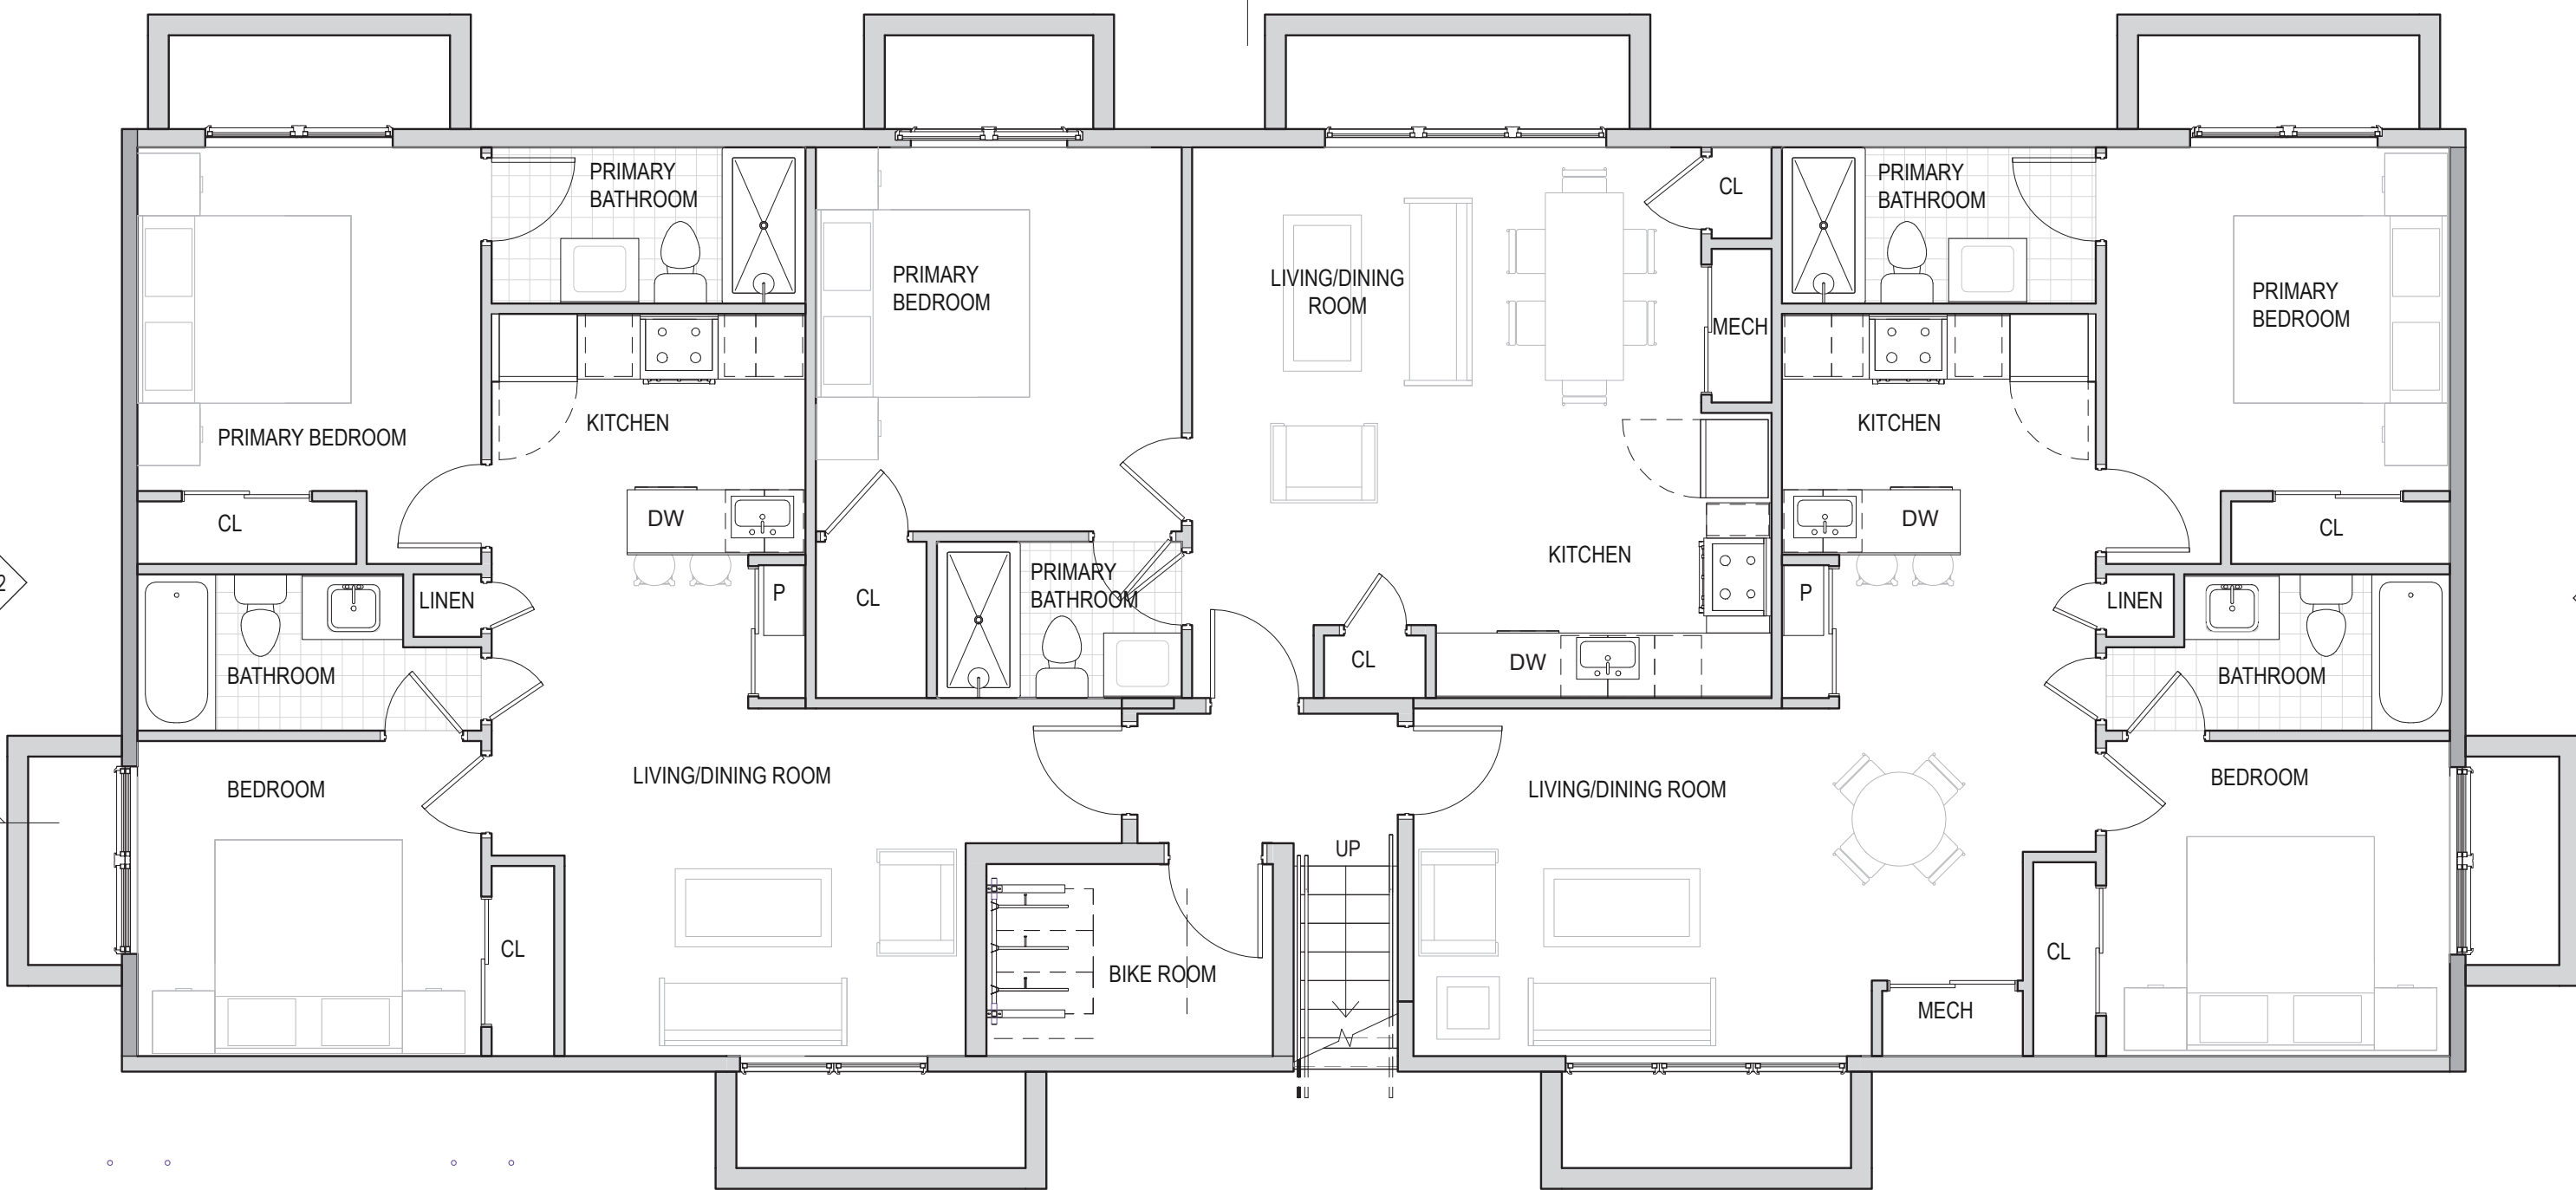 PRIMARY
BATHROOM
PRIMARY BEDROOM
CL
KITCHEN
DW
P
LINEN
BATHROOM
BEDROOM
CL
LIVING/DINING ROOM
PRIMARY
BEDROOM
CL
PRIMARY
BATHROOM
LIVING/DINING
ROOM
CL
MECH
KITCHEN
CL
DW
BIKE ROOM
UP
PRIMARY
BATHROOM
PRIMARY
BEDROOM
KITCHEN
DW
CL
P
LINEN
BATHROOM
LIVING/DINING ROOM
BEDROOM
CL
MECH
2